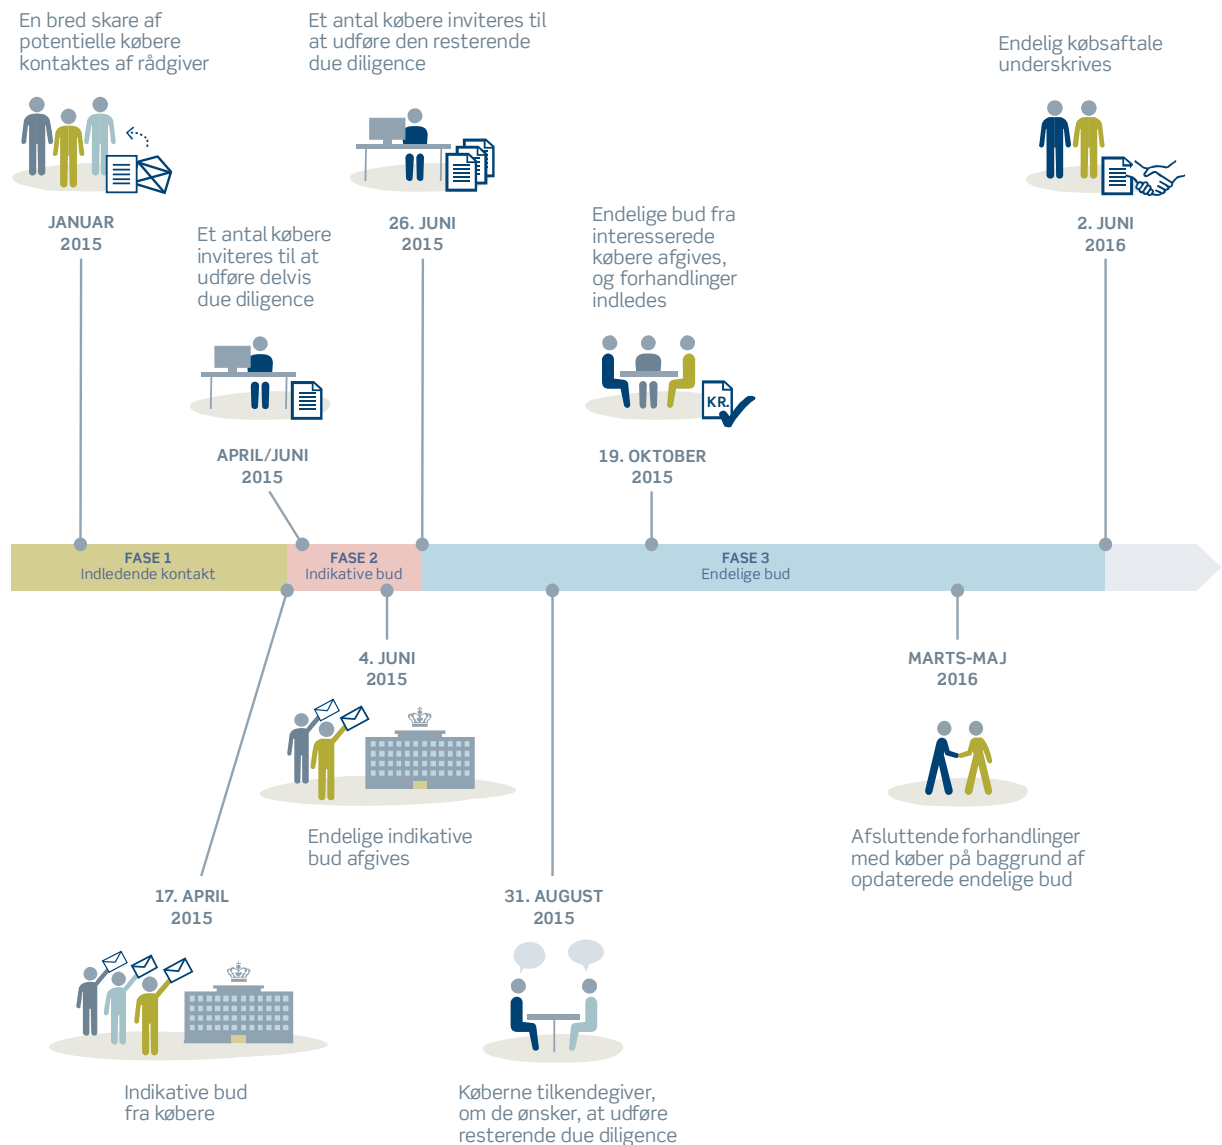 En bred skare af
potentielle købere
kontaktes af rådgiver
JANUAR
2015
Et antal købere
inviteres til at
udføre delvis
due diligence
APRIL/JUNI
2015
Et antal købere inviteres til
at udføre den resterende
due diligence
26. JUNI
2015
Endelige bud fra
interesserede
købere afgives,
og forhandlinger
indledes
KR.
19. OKTOBER
2015
Endelig købsaftale
underskrives
2. JUNI
2016
FASE 1
Indledende kontakt
FASE 2
Indikative bud
FASE 3
Endelige bud
17. APRIL
2015
Indikative bud
fra købere
4. JUNI
2015
Endelige indikative
bud afgives
31. AUGUST
2015
Køberne tilkendegiver,
om de ønsker, at udføre
resterende due diligence
MARTS-MAJ
2016
Afsluttende forhandlinger
med køber på baggrund af
opdaterede endelige bud